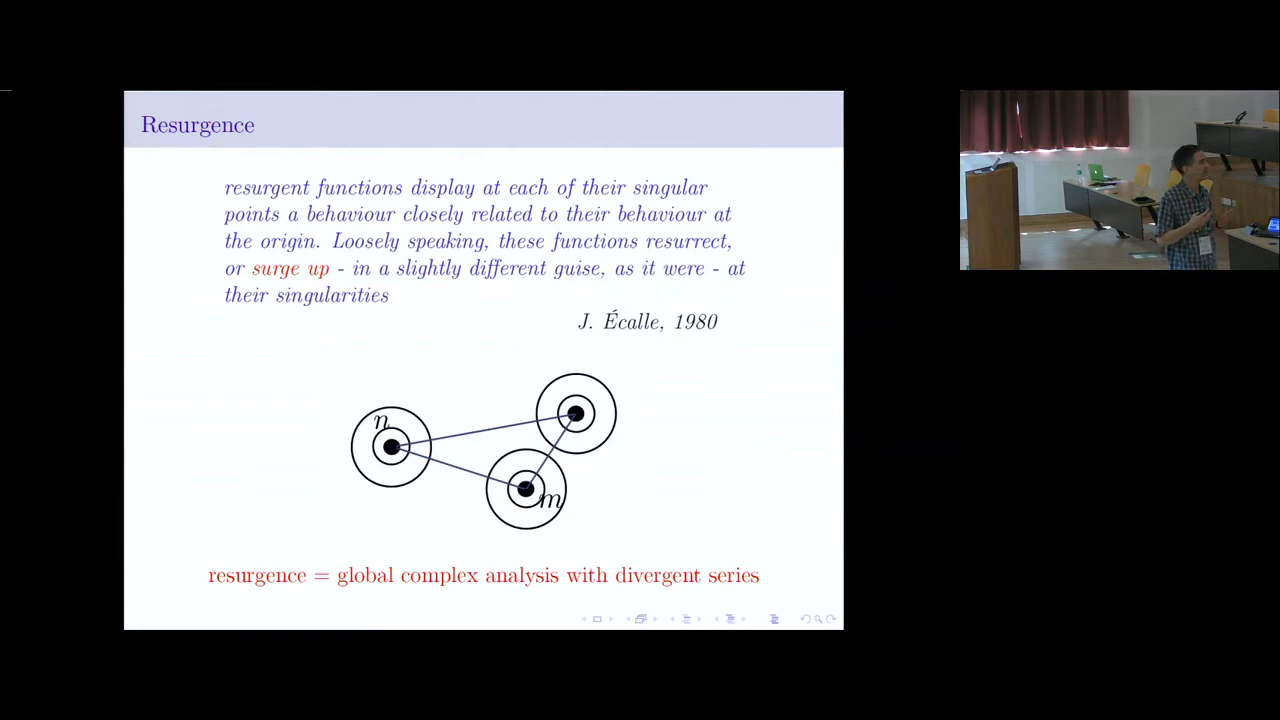 Resurgence
resurgent functions display at each of their singular
points a behaviour closely related to their behaviour at
the origin. Loosely speaking, these functions resurrect,
or surge up - in a slightly different guise, as it were - at
their singularities
J. Écalle, 1980
n
m
resurgence = global complex analysis with divergent series